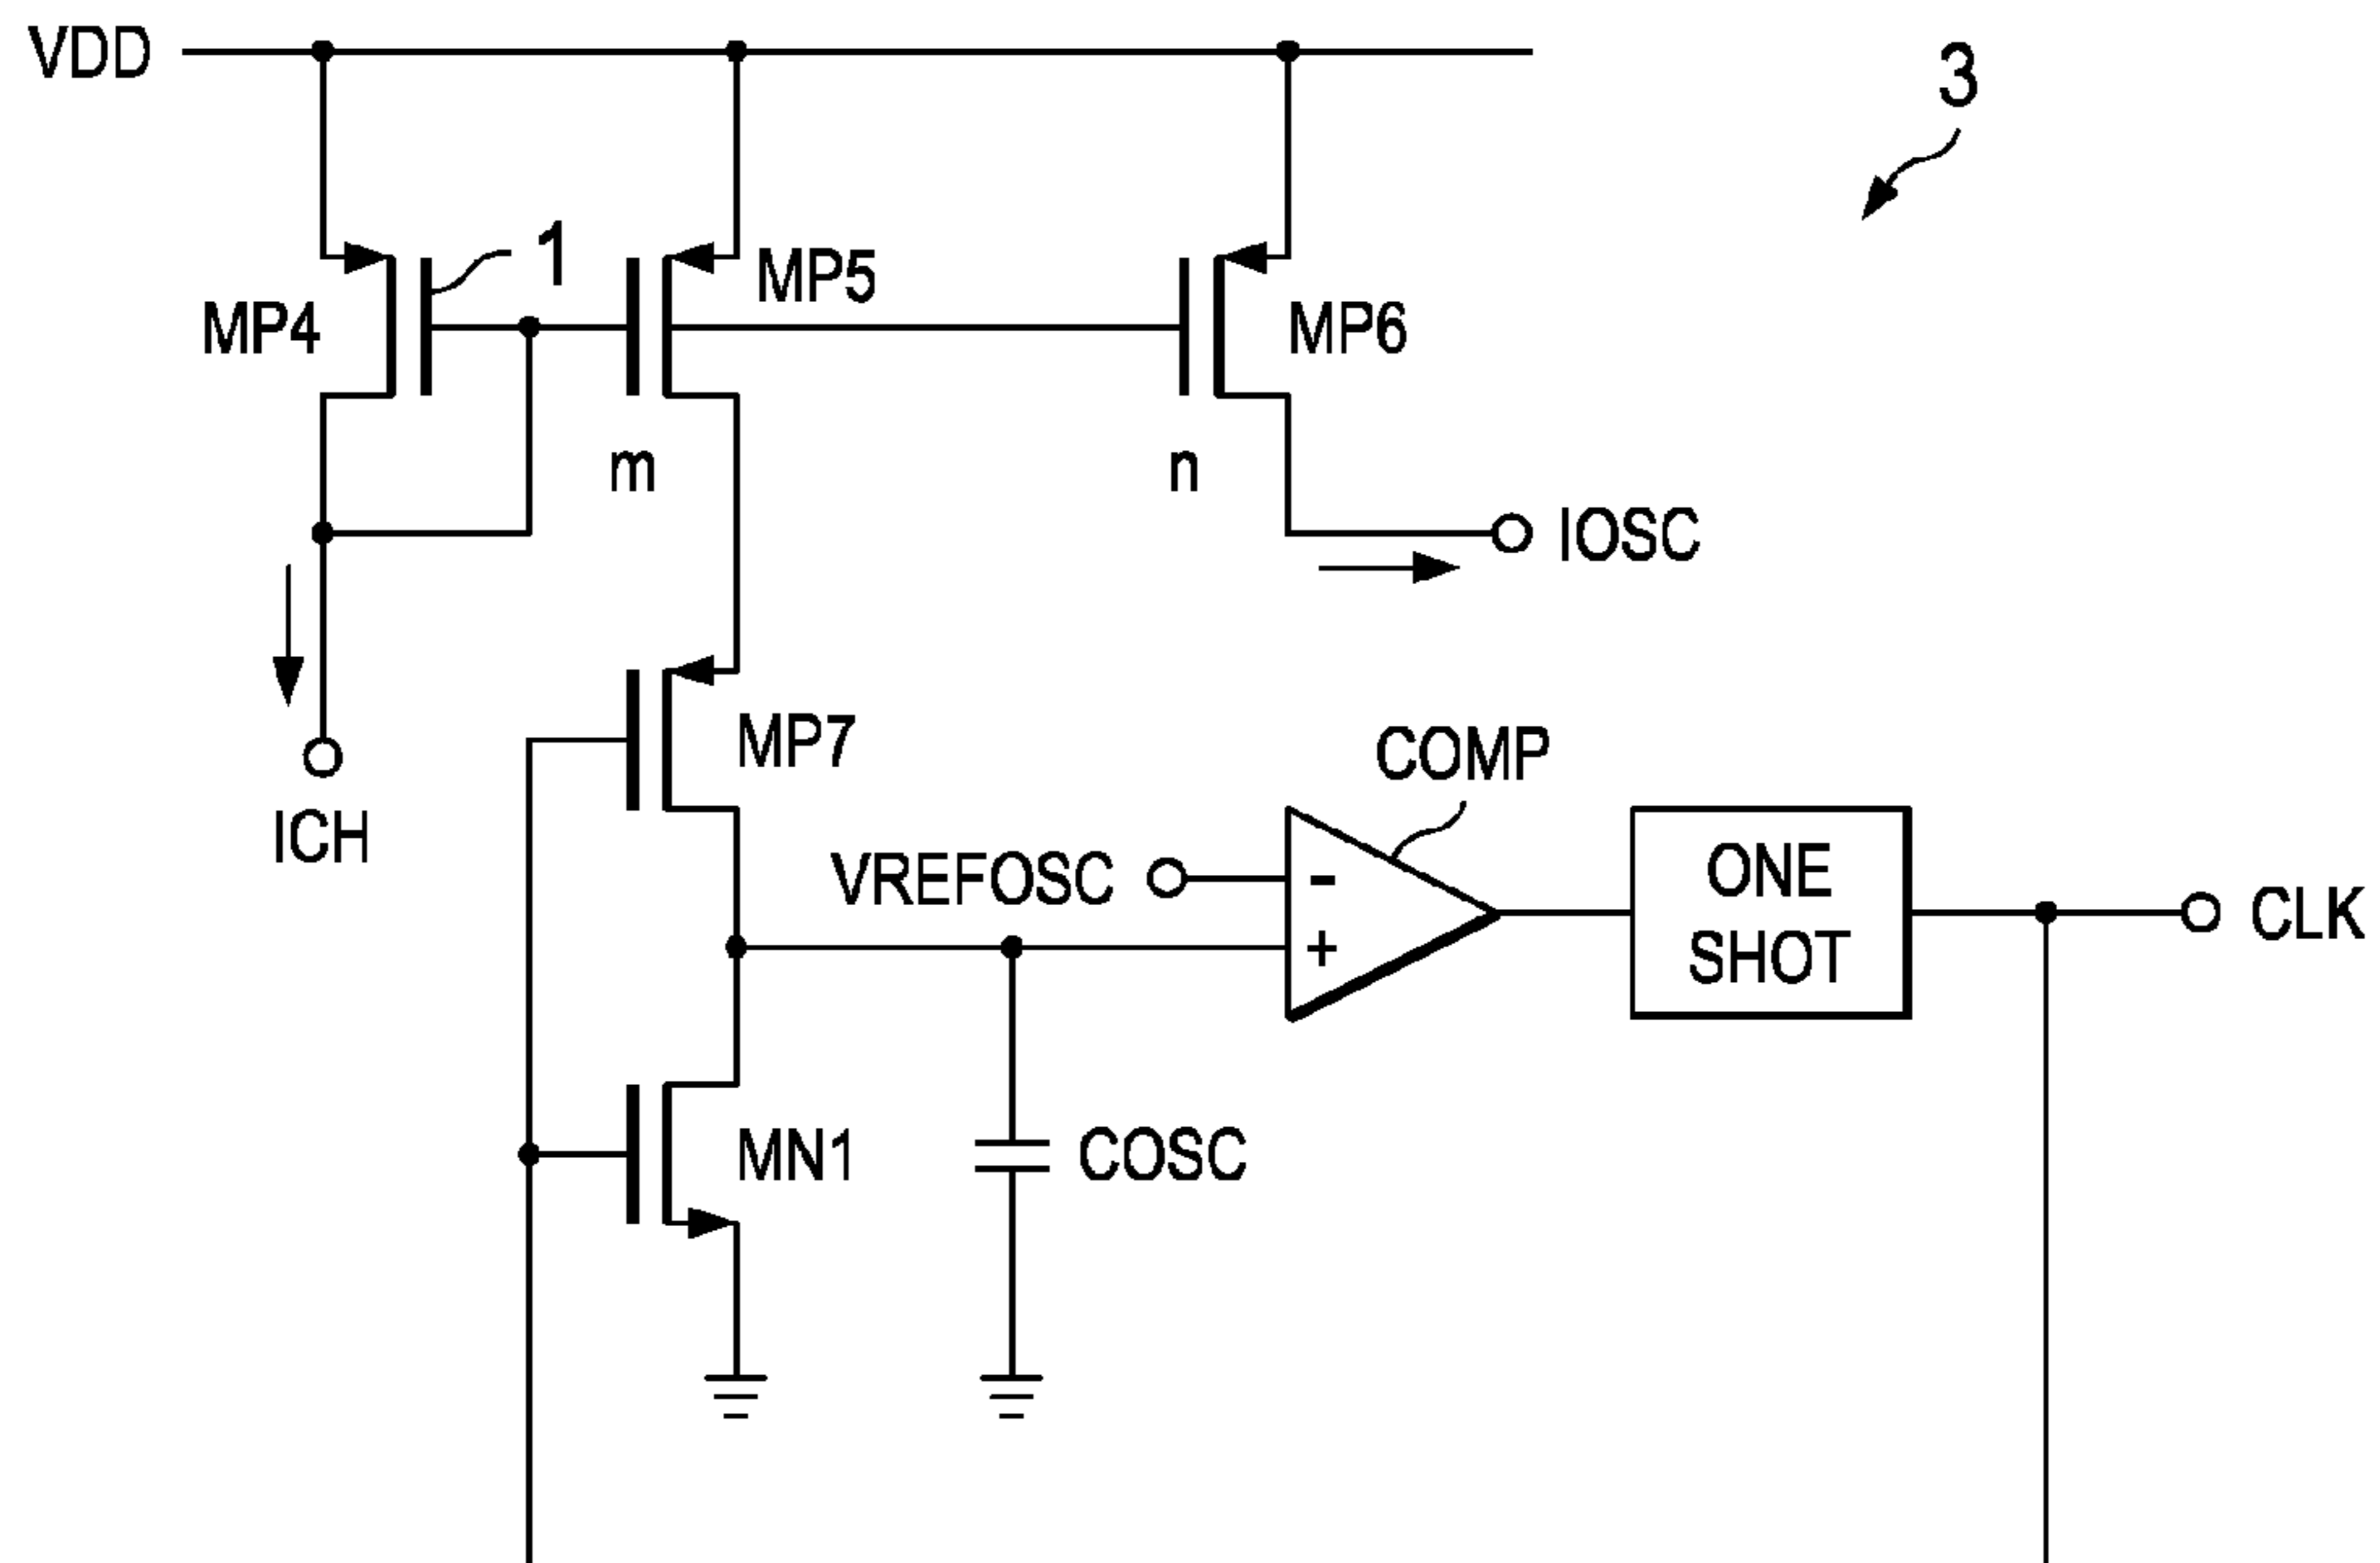 VDD
3
1
MP5
MP4
MP6
m
n
IOSC
MP7
COMP
ICH
VREFOSC
-
+
ONE
SHOT
CLK
MN1
COSC